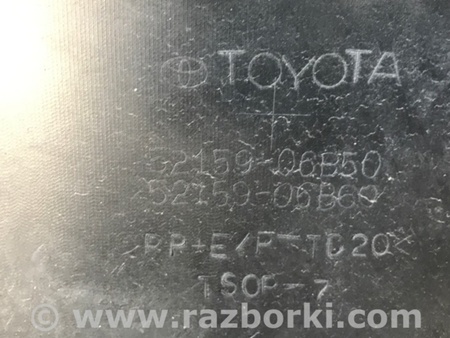 TOYOTA
52159-06B50
52159-06B60
>PP+E/P-TD20<
TSOP-7
© www.razborki.com